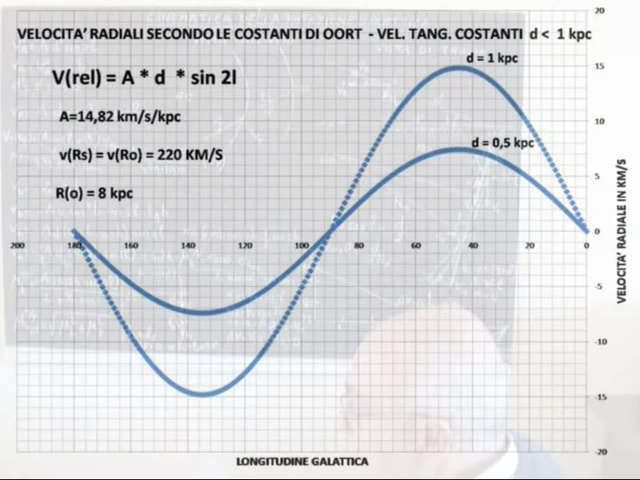 VELOCITA' RADIALI SECONDO LE COSTANTI DI OORT - VEL. TANG. COSTANTI d < 1 kpc
V(rel) = A * d * sin 2l
A=14,82 km/s/kpc
v(Rs) = v(Ro) = 220 KM/S
R(o) = 8 kpc
d = 1 kpc
d = 0,5 kpc
20
15
10
5
0
-5
-10
-15
-20
VELOCITA' RADIALE IN KM/S
200 180 160 140 120 100 80 60 40 20 0
LONGITUDINE GALATTICA